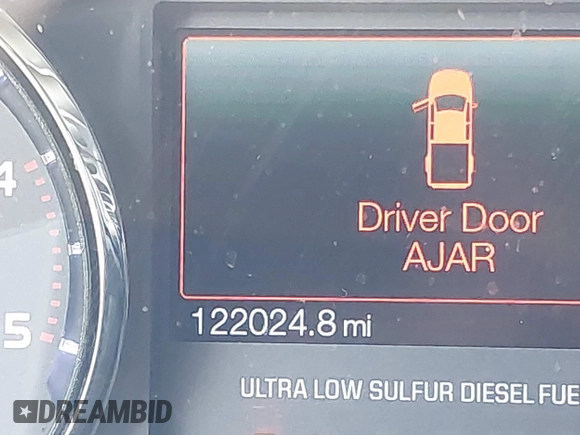 4
Driver Door
AJAR
5
122024.8 mi
ULTRA LOW SULFUR DIESEL FUE
DREAMBID